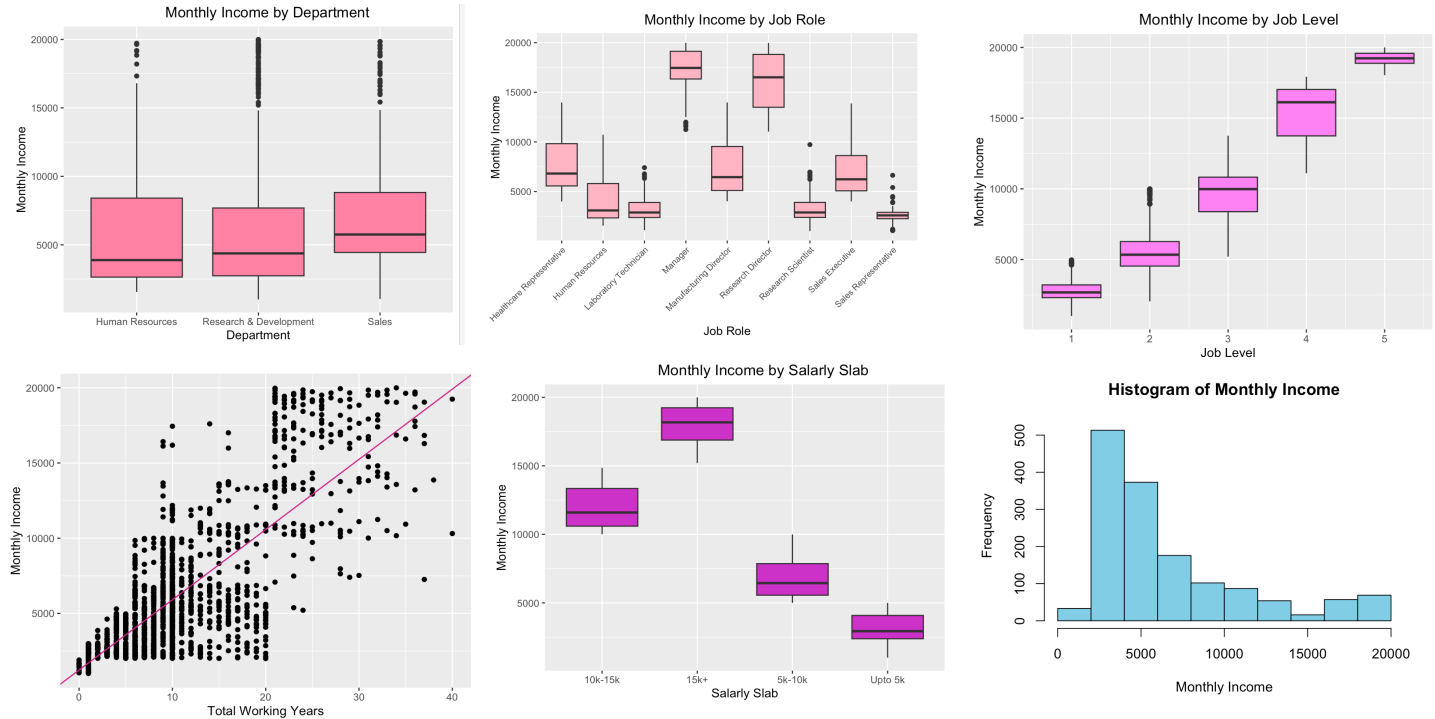 Monthly Income by Department
Monthly Income
20000
15000
10000
5000
Human Resources
Research & Development
Sales
Department
Monthly Income by Job Role
Monthly Income
20000
15000
10000
5000
Healthcare Representative
Human Resources
Laboratory Technician
Manager
Manufacturing Director
Research Director
Research Scientist
Sales Executive
Sales Representative
Job Role
Monthly Income by Job Level
Monthly Income
20000
15000
10000
5000
1
2
3
4
5
Job Level
Monthly Income
20000
15000
10000
5000
0
10
20
30
40
Total Working Years
Monthly Income by Salarly Slab
Monthly Income
20000
15000
10000
5000
10k-15k
15k+
5k-10k
Upto 5k
Salarly Slab
Histogram of Monthly Income
Frequency
500
400
300
200
100
0
0
5000
10000
15000
20000
Monthly Income